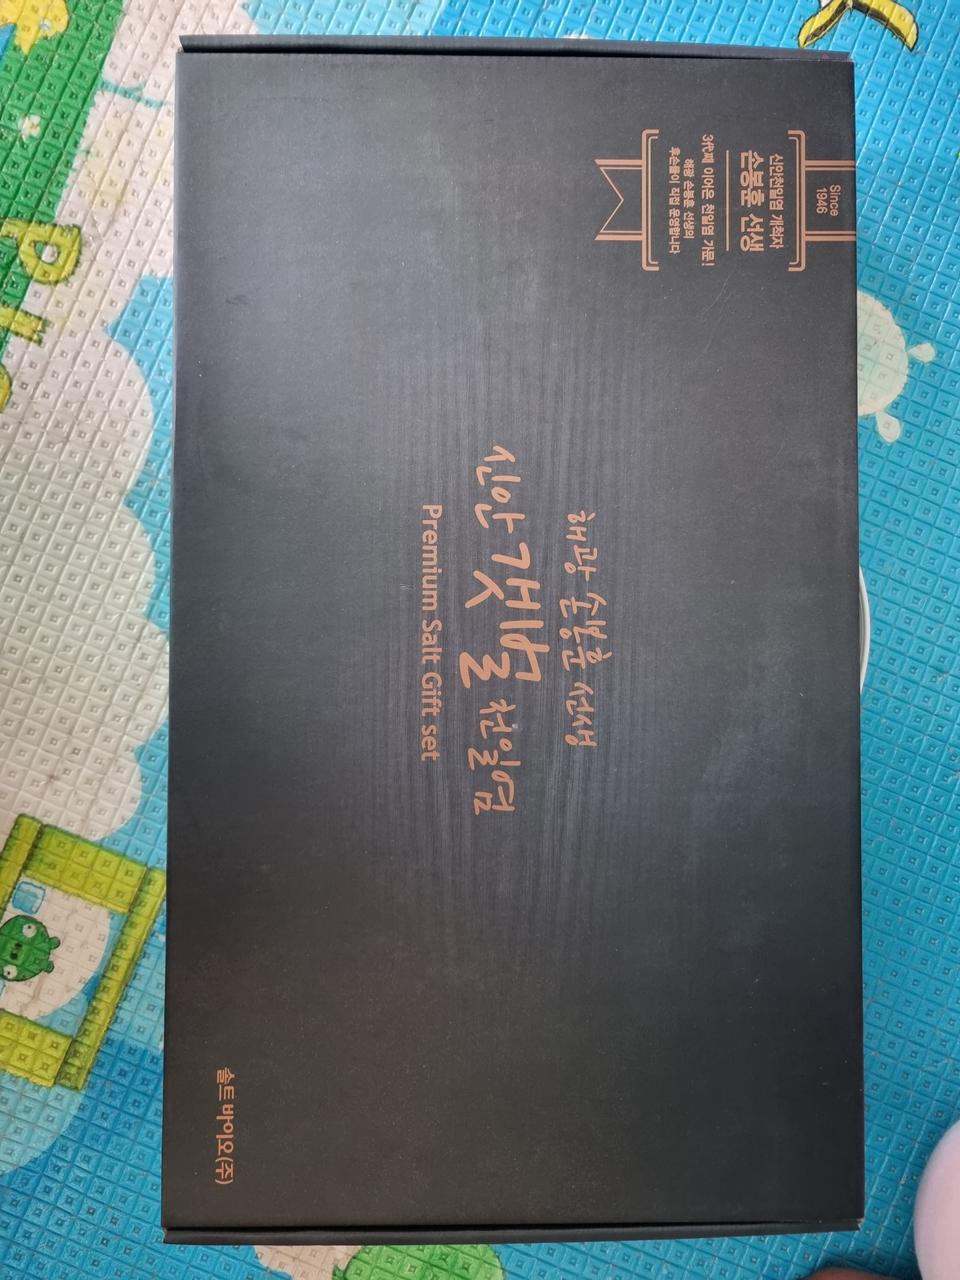 Since
1946
신안천일염 개척자
손봉훈 선생
3代째 이어온 천일염 가문!
해광 손봉훈 선생의
후손들이 직접 운영합니다
해광 손봉훈 선생
신안 갯벌 천일염
Premium Salt Gift set
솔트 바이오(주)